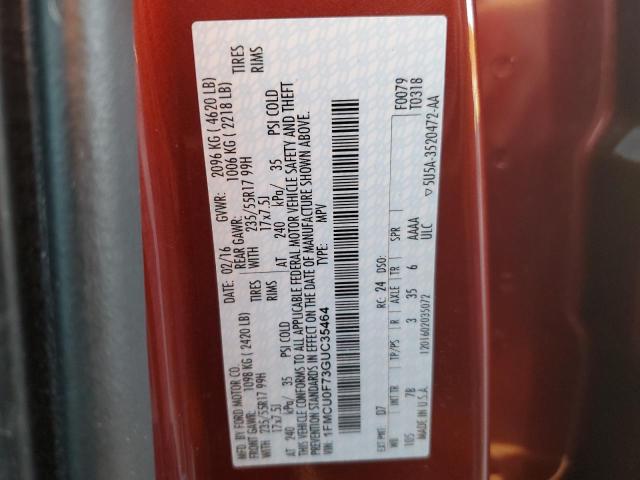 MFD. BY FORD MOTOR CO.
DATE: 02/16 GVWR: 2096 KG ( 4620 LB)
FRONT GAWR: 1098 KG (2420 LB) REAR GAWR: 1006 KG ( 2218 LB)
235/55R17 99H TIRES WITH 235/55R17 99H TIRES
17x7.5J RIMS 17x7.5J RIMS
AT 240 kPa/ 35 PSI COLD AT 240 kPa/ 35 PSI COLD
THIS VEHICLE CONFORMS TO ALL APPLICABLE FEDERAL MOTOR VEHICLE SAFETY AND THEFT
PREVENTION STANDARDS IN EFFECT ON THE DATE OF MANUFACTURE SHOWN ABOVE.
VIN: 1FMCU0F73GUC35464 TYPE: MPV
F0079
EXT PNT: D7 RC: 24 DSO: T0318
WB INT TR TP/PS R AXLE TR SPR
105 7B 3 35 6 AAAA
ULC
MADE IN U.S.A. 1201602035072 ▽5U5A-3520472-AA